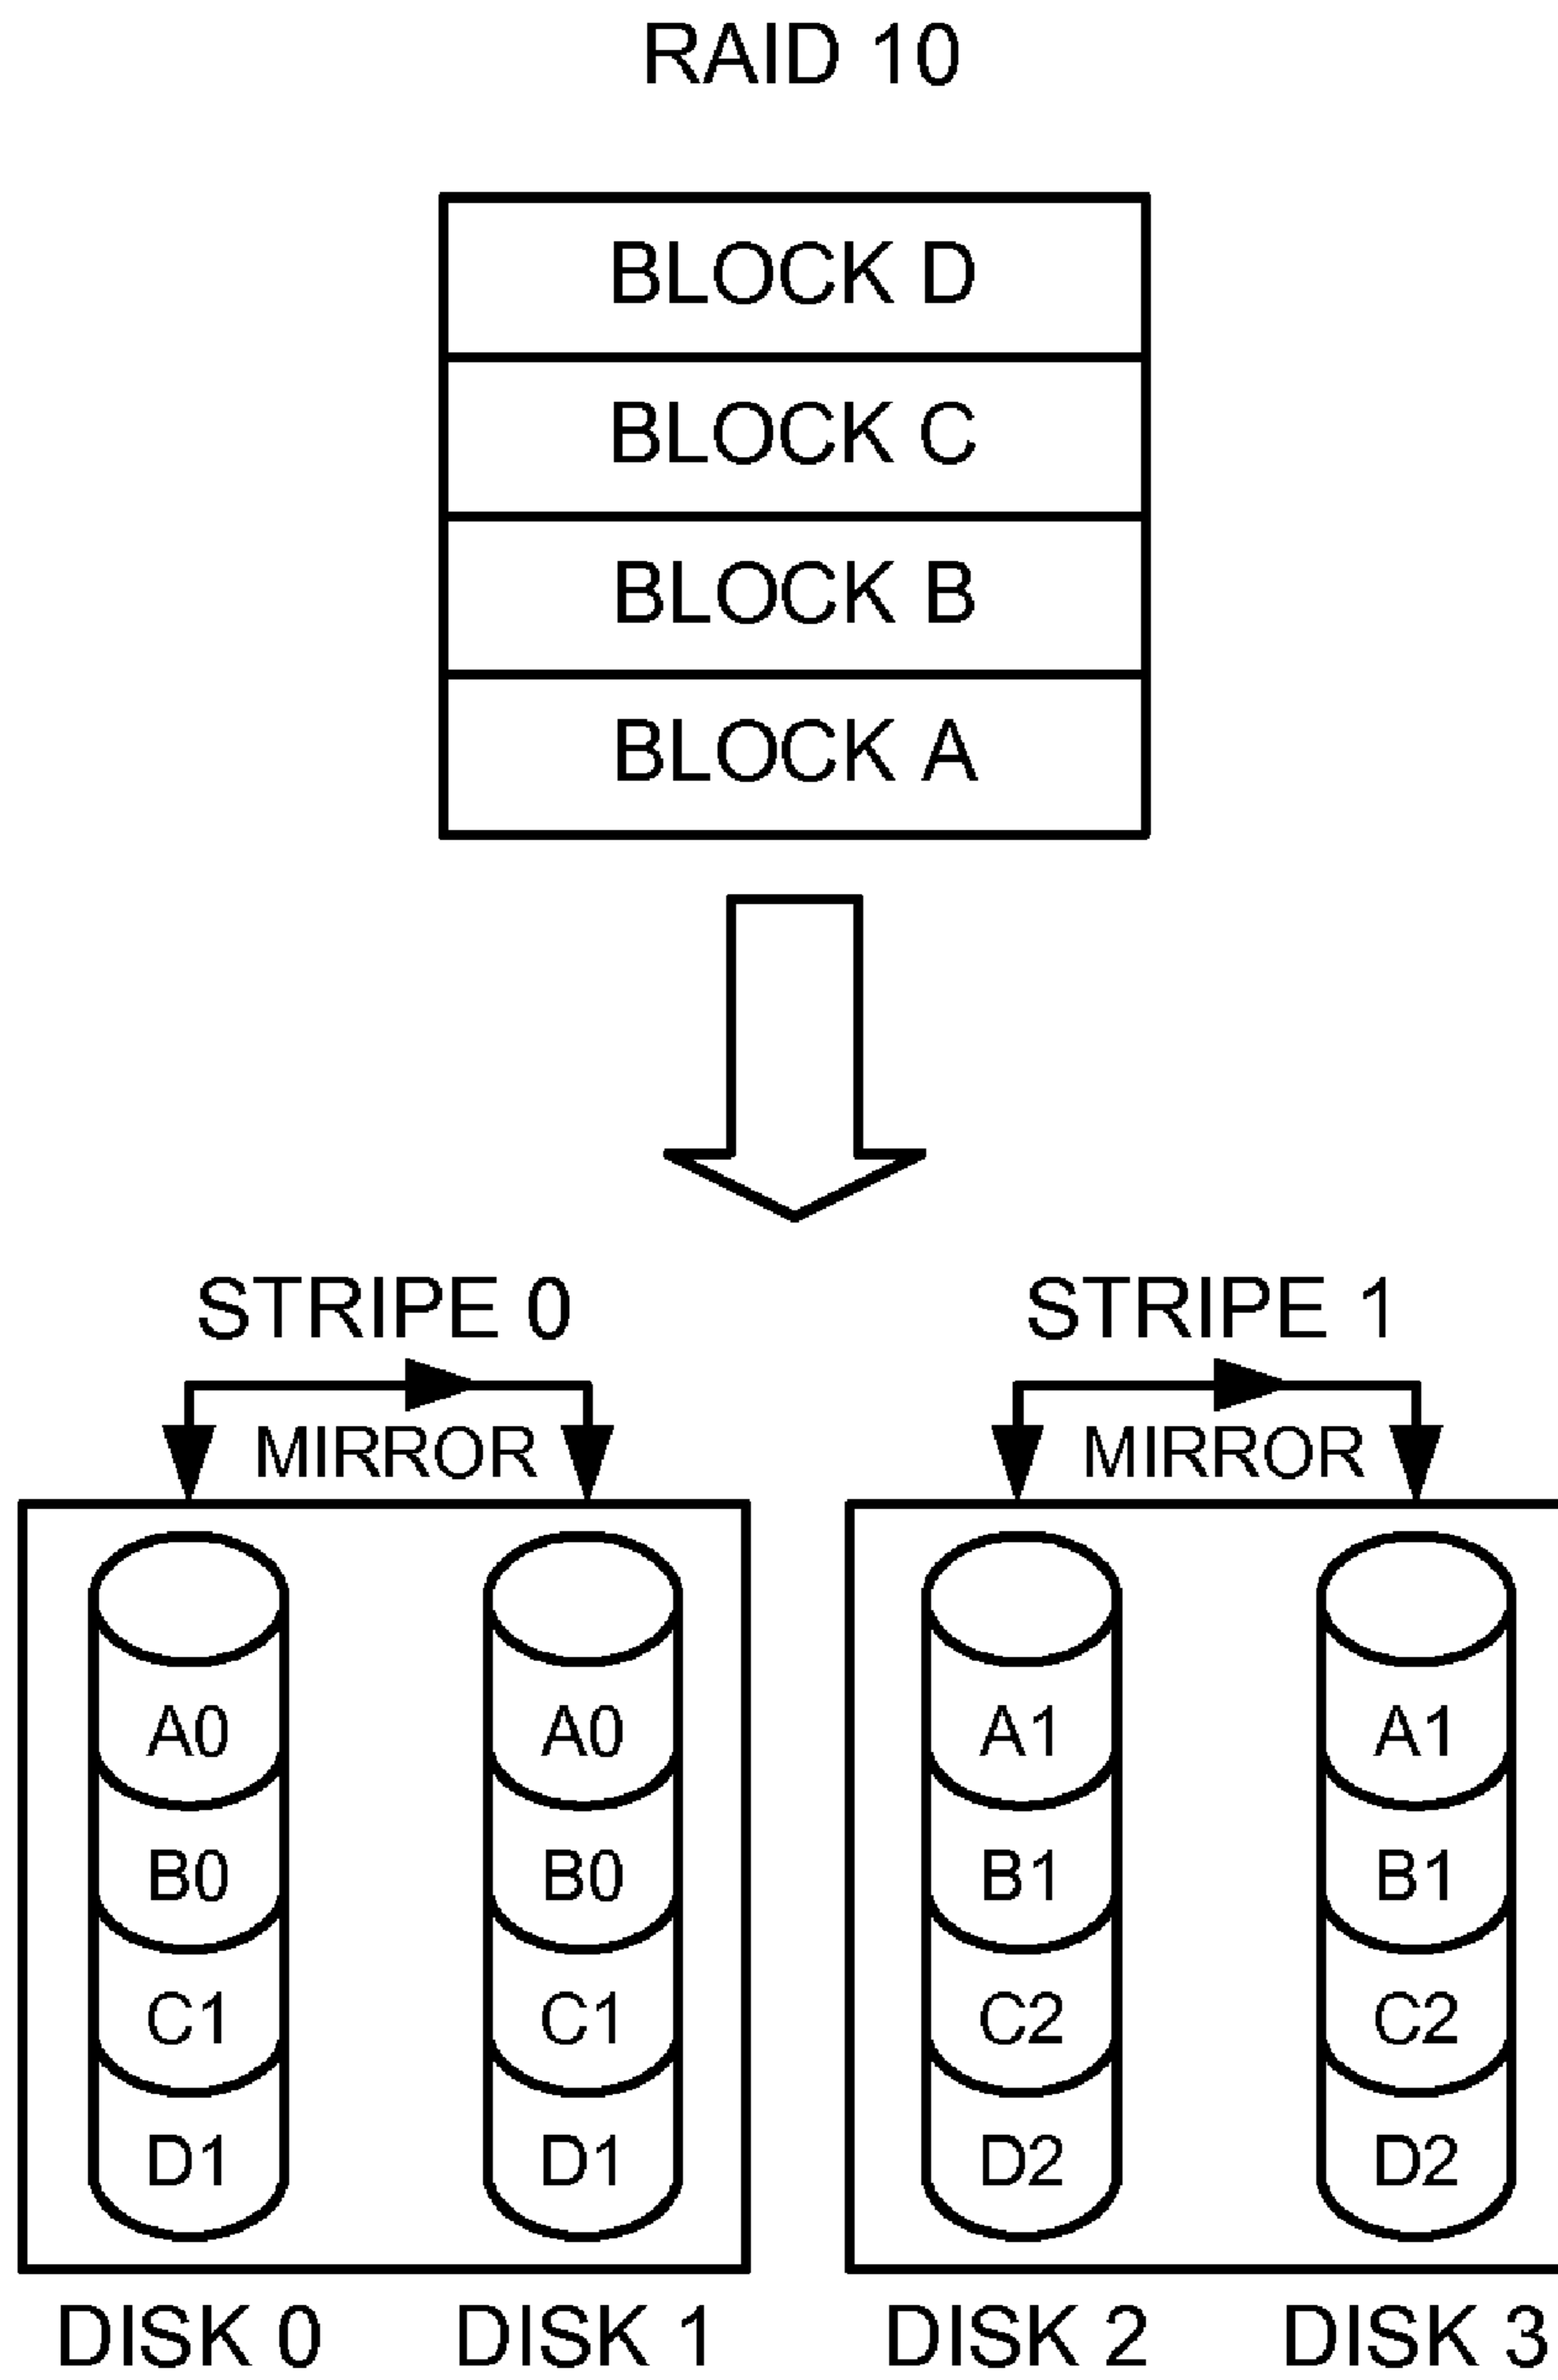 RAID 10
BLOCK D
BLOCK C
BLOCK B
BLOCK A
STRIPE 0
STRIPE 1
MIRROR
MIRROR
A0
A0
A1
A1
B0
B0
B1
B1
C1
C1
C2
C2
D1
D1
D2
D2
DISK 0
DISK 1
DISK 2
DISK 3